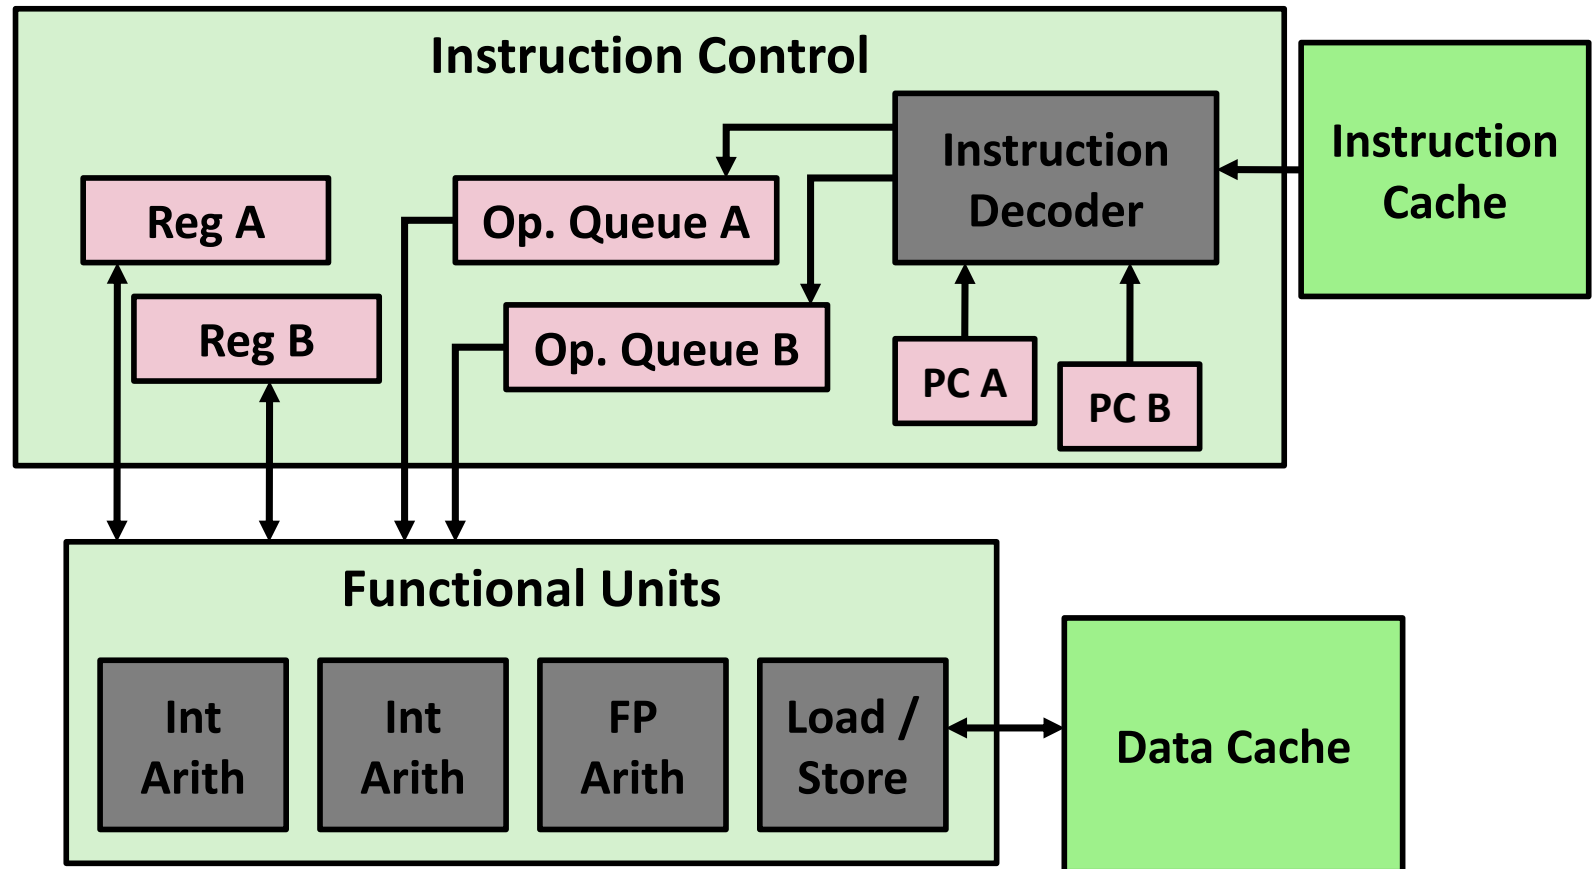 Instruction Control
Instruction
Decoder
Instruction
Cache
Reg A
Op. Queue A
Reg B
Op. Queue B
PC A
PC B
Functional Units
Int
Arith
Int
Arith
FP
Arith
Load /
Store
Data Cache